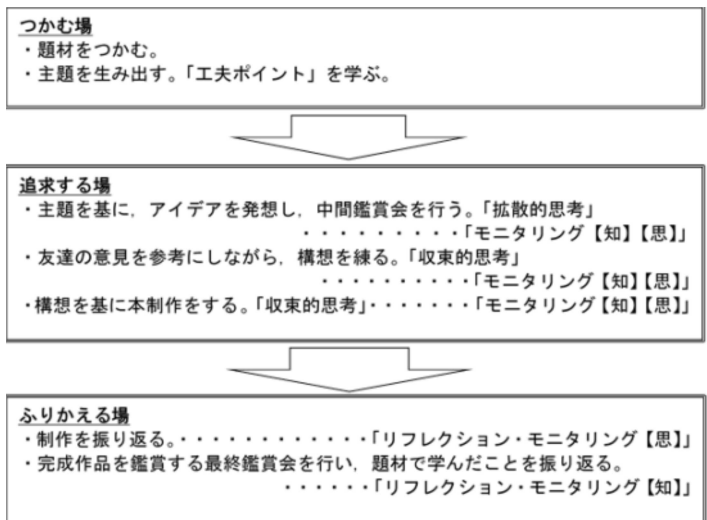 つかむ場
・題材をつかむ。
・主題を生み出す。「工夫ポイント」を学ぶ。
追求する場
・主題を基に，アイデアを発想し，中間鑑賞会を行う。「拡散的思考」
・・・・・・・・・「モニタリング【知】【思】」
・友達の意見を参考にしながら，構想を練る。「収束的思考」
・・・・・・・・・・「モニタリング【知】【思】」
・構想を基に本制作をする。「収束的思考」・・・・・・・「モニタリング【知】【思】」
ふりかえる場
・制作を振り返る。・・・・・・・・・・・・「リフレクション・モニタリング【思】」
・完成作品を鑑賞する最終鑑賞会を行い，題材で学んだことを振り返る。
・・・・・・「リフレクション・モニタリング【知】」